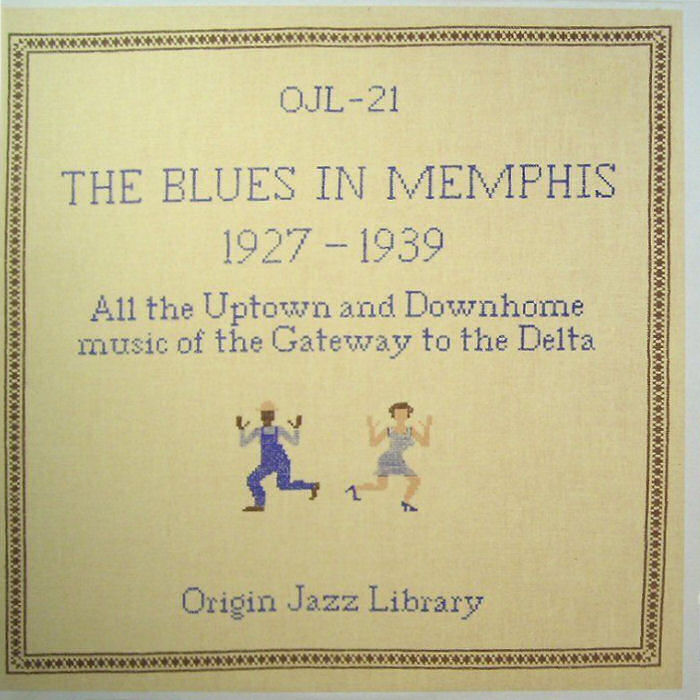 OJL-21
THE BLUES IN MEMPHIS
1927-1939
All the Uptown and Downhome
music of the Gateway to the Delta
Origin Jazz Library